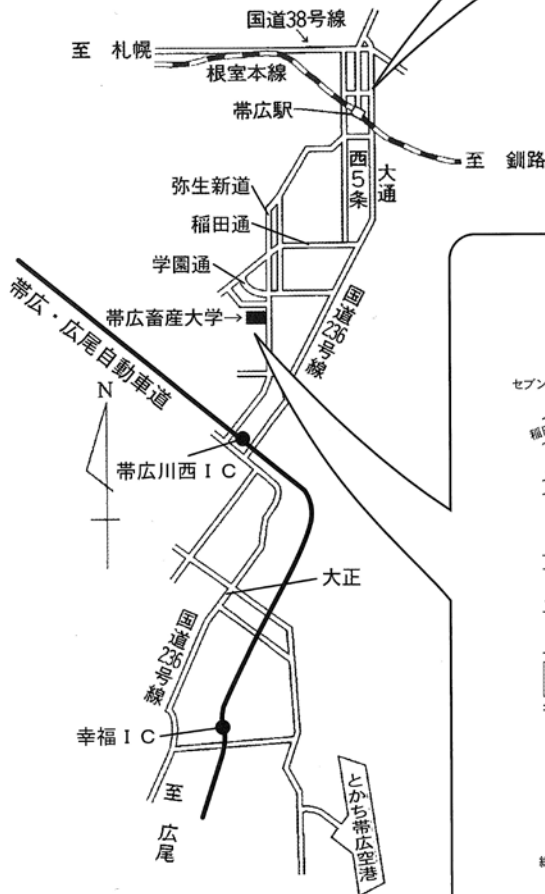 国道38号線
至 札幌
根室本線
帯広駅
至 釧路
西5条
大通
弥生新道
稲田通
学園通
帯広畜産大学→
国道236号線
帯広・広尾自動車道
セブン
N
帯広川西IC
大正
国道236号線
幸福IC
至 広尾
とかち帯広空港